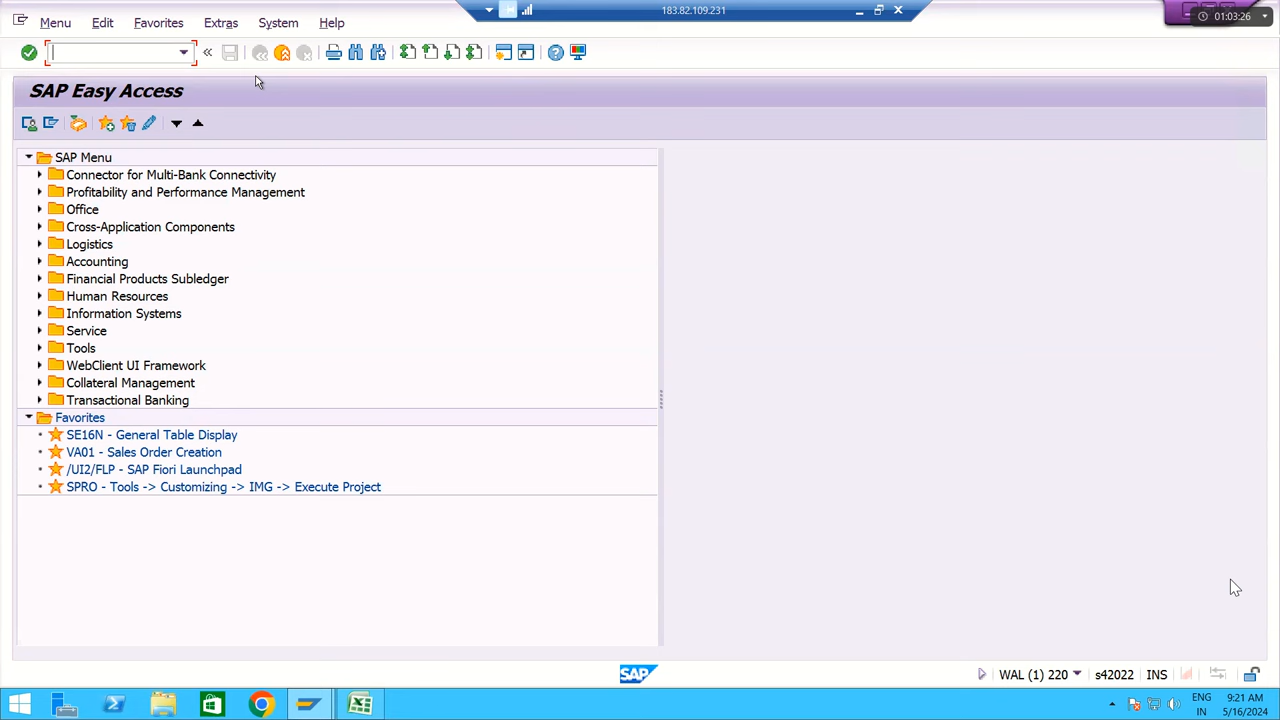 183.82.109.231
01:03:26
Menu Edit Favorites Extras System Help
SAP Easy Access
SAP Menu
Connector for Multi-Bank Connectivity
Profitability and Performance Management
Office
Cross-Application Components
Logistics
Accounting
Financial Products Subledger
Human Resources
Information Systems
Service
Tools
WebClient UI Framework
Collateral Management
Transactional Banking
Favorites
SE16N - General Table Display
VA01 - Sales Order Creation
/UI2/FLP - SAP Fiori Launchpad
SPRO - Tools -> Customizing -> IMG -> Execute Project
SAP
WAL (1) 220 s42022 INS
ENG 9:21 AM
IN 5/16/2024